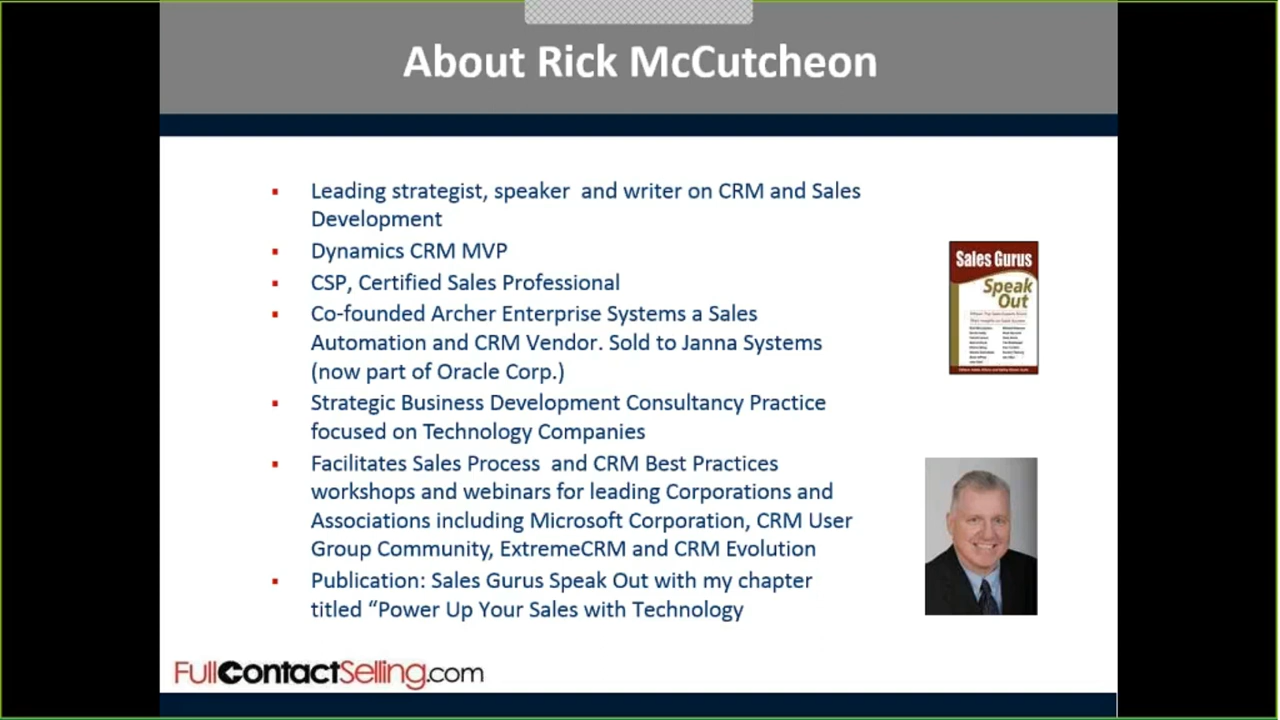 About Rick McCutcheon
Leading strategist, speaker and writer on CRM and Sales
Development
Dynamics CRM MVP
CSP, Certified Sales Professional
Co-founded Archer Enterprise Systems a Sales
Automation and CRM Vendor. Sold to Janna Systems
(now part of Oracle Corp.)
Strategic Business Development Consultancy Practice
focused on Technology Companies
Facilitates Sales Process and CRM Best Practices
workshops and webinars for leading Corporations and
Associations including Microsoft Corporation, CRM User
Group Community, ExtremeCRM and CRM Evolution
Publication: Sales Gurus Speak Out with my chapter
titled “Power Up Your Sales with Technology
Sales Gurus
Speak
Out
FullContactSelling.com